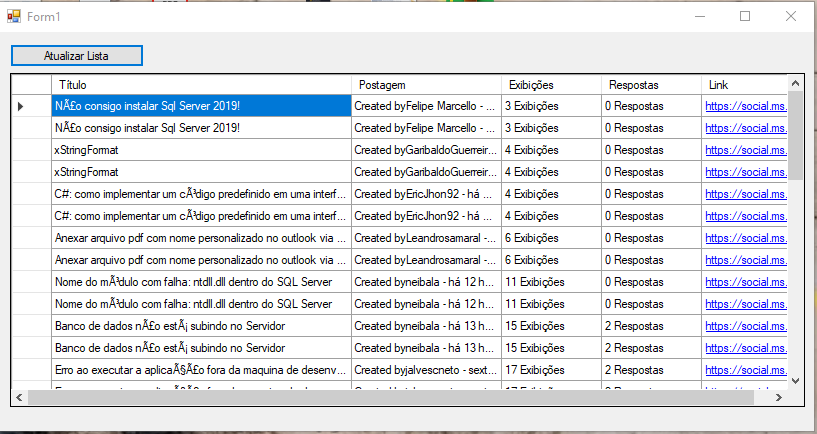 Form1
Atualizar Lista
Título Postagem Exibições Respostas Link
NÃ£o consigo instalar Sql Server 2019! Created byFelipe Marcello - ... 3 Exibições 0 Respostas https://social.ms.
NÃ£o consigo instalar Sql Server 2019! Created byFelipe Marcello - ... 3 Exibições 0 Respostas https://social.ms.
xStringFormat Created byGaribaldoGuerreir... 4 Exibições 0 Respostas https://social.ms.
xStringFormat Created byGaribaldoGuerreir... 4 Exibições 0 Respostas https://social.ms.
C#: como implementar um cÃ³digo predefinido em uma interf... Created byEricJhon92 - há ... 4 Exibições 0 Respostas https://social.ms.
C#: como implementar um cÃ³digo predefinido em uma interf... Created byEricJhon92 - há ... 4 Exibições 0 Respostas https://social.ms.
Anexar arquivo pdf com nome personalizado no outlook via ... Created byLeandrosamaral -... 6 Exibições 0 Respostas https://social.ms.
Anexar arquivo pdf com nome personalizado no outlook via ... Created byLeandrosamaral -... 6 Exibições 0 Respostas https://social.ms.
Nome do mÃ³dulo com falha: ntdll.dll dentro do SQL Server Created byneibala - há 12 h... 11 Exibições 0 Respostas https://social.ms.
Nome do mÃ³dulo com falha: ntdll.dll dentro do SQL Server Created byneibala - há 12 h... 11 Exibições 0 Respostas https://social.ms.
Banco de dados nÃ£o estÃ¡ subindo no Servidor Created byneibala - há 13 h... 15 Exibições 2 Respostas https://social.ms.
Banco de dados nÃ£o estÃ¡ subindo no Servidor Created byneibala - há 13 h... 15 Exibições 2 Respostas https://social.ms.
Erro ao executar a aplicaÃ§Ã£o fora da maquina de desenv... Created byjalvescneto - sext... 17 Exibições 2 Respostas https://social.ms.